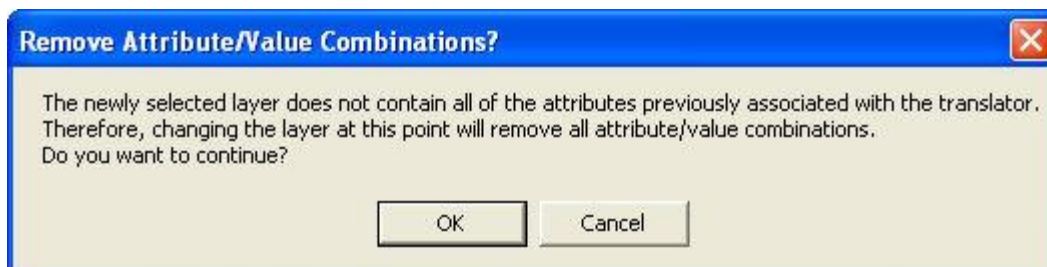 Remove Attribute/Value Combinations?
The newly selected layer does not contain all of the attributes previously associated with the translator.
Therefore, changing the layer at this point will remove all attribute/value combinations.
Do you want to continue?
OK Cancel